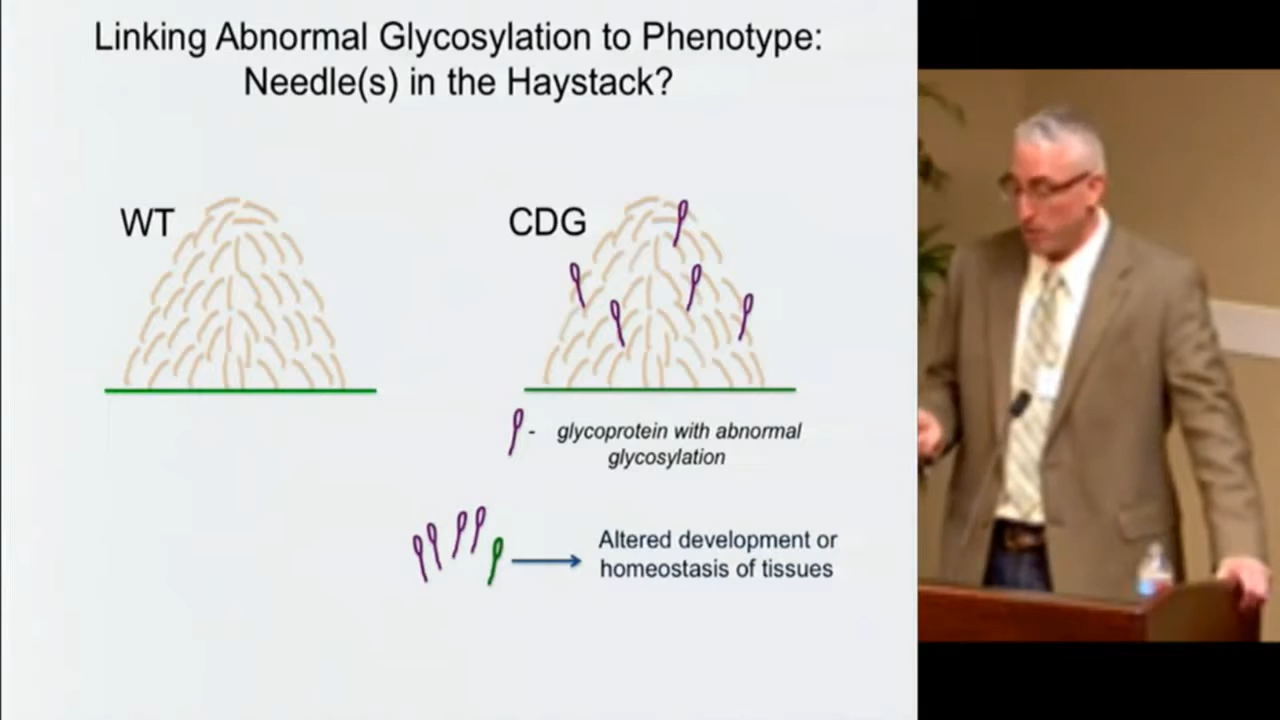 Linking Abnormal Glycosylation to Phenotype:
Needle(s) in the Haystack?
WT
CDG
- glycoprotein with abnormal
glycosylation
Altered development or
homeostasis of tissues